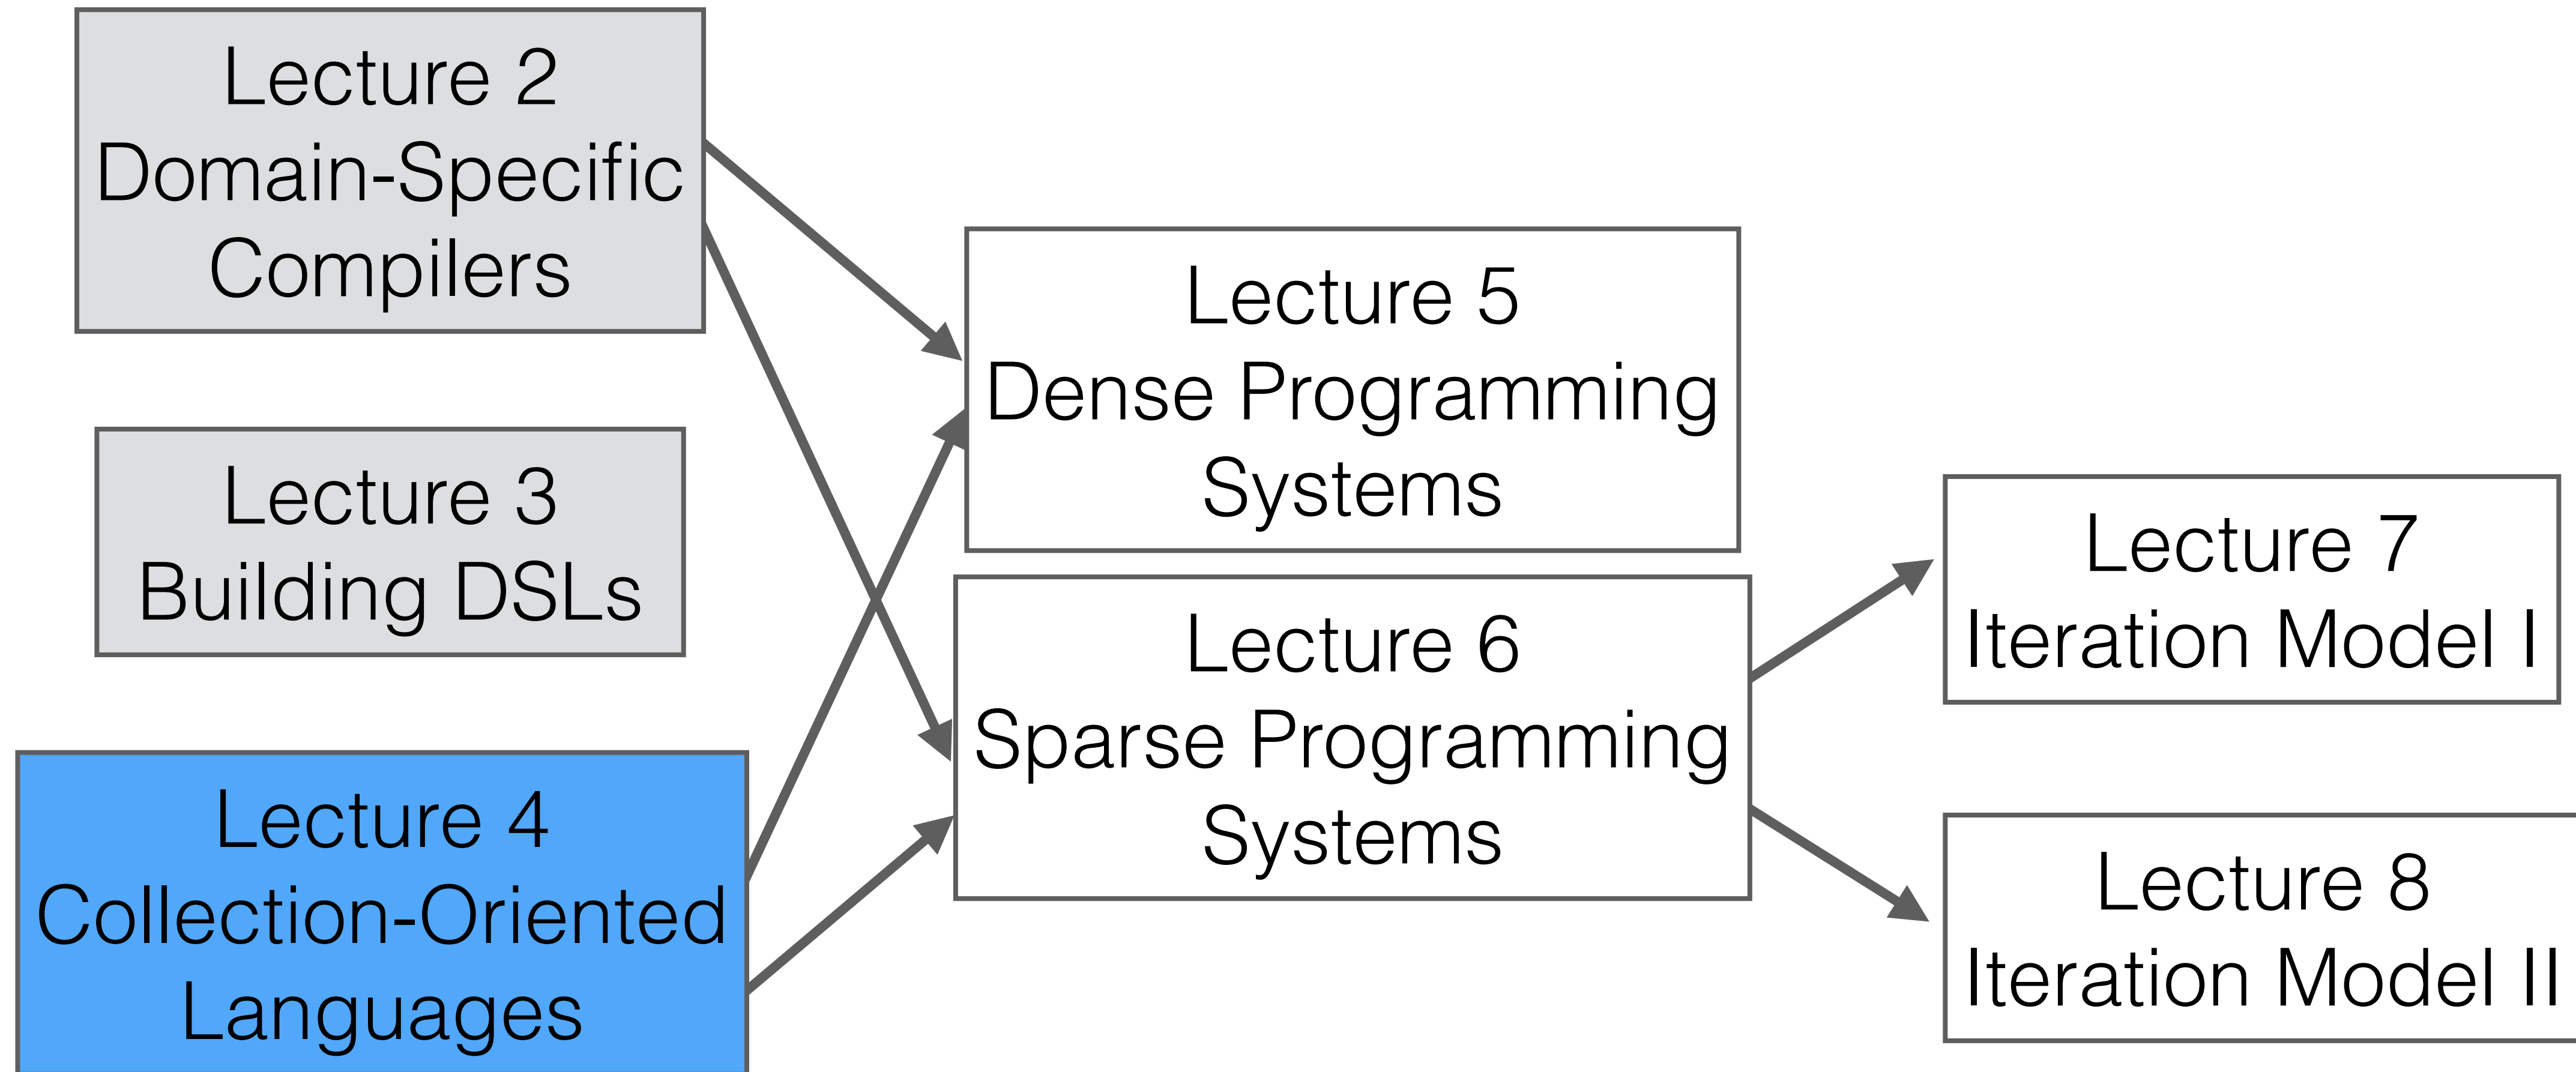 Lecture 2
Domain-Specific
Compilers
Lecture 3
Building DSLs
Lecture 4
Collection-Oriented
Languages
Lecture 5
Dense Programming
Systems
Lecture 6
Sparse Programming
Systems
Lecture 7
Iteration Model I
Lecture 8
Iteration Model II